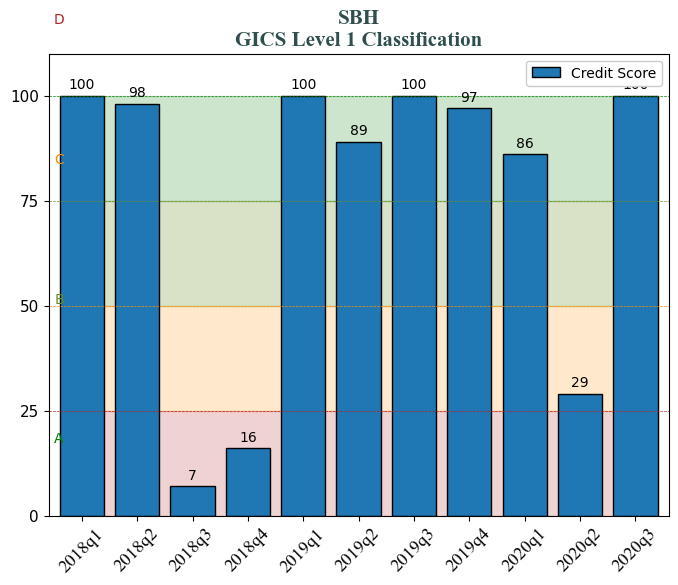 D
SBH
GICS Level 1 Classification
Credit Score
100
98
7
16
100
89
100
97
86
29
100
C
B
A
100
75
50
25
0
2018q1
2018q2
2018q3
2018q4
2019q1
2019q2
2019q3
2019q4
2020q1
2020q2
2020q3